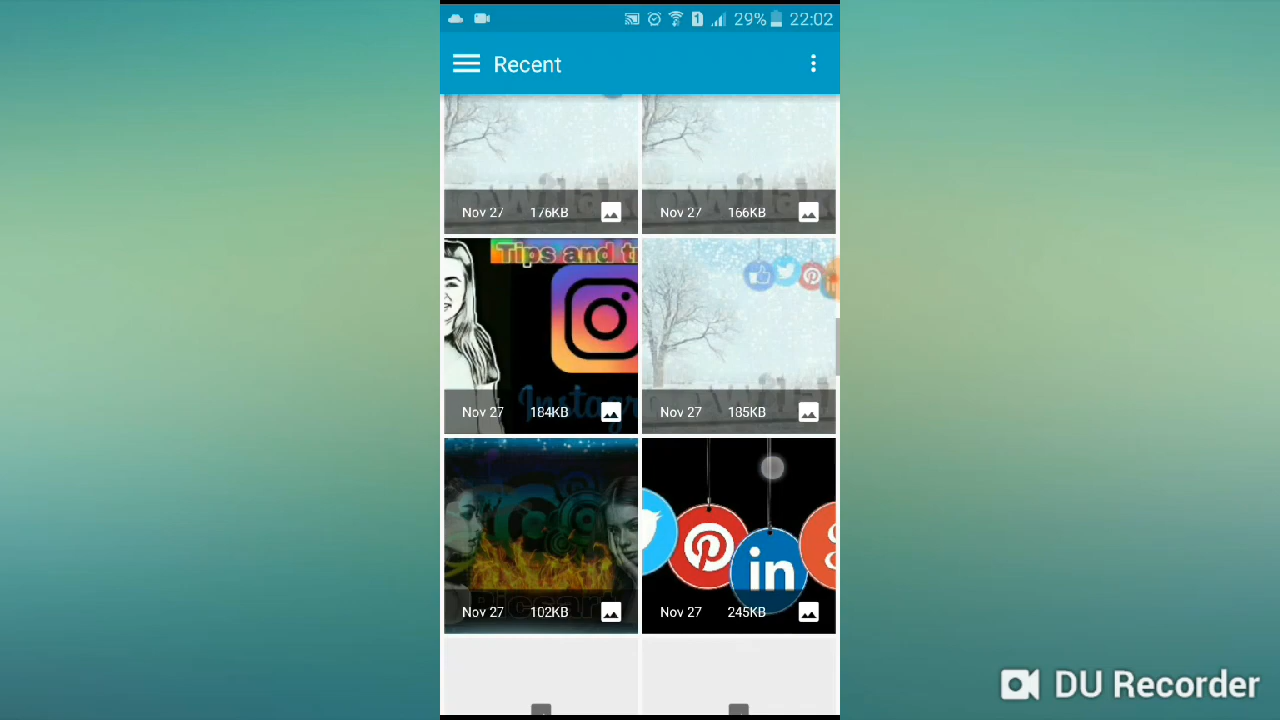 29% 22:02
Recent
Nov 27 176KB
Nov 27 166KB
Tips and
Nov 27 184KB
Nov 27 185KB
in
Nov 27 102KB
Nov 27 245KB
DU Recorder